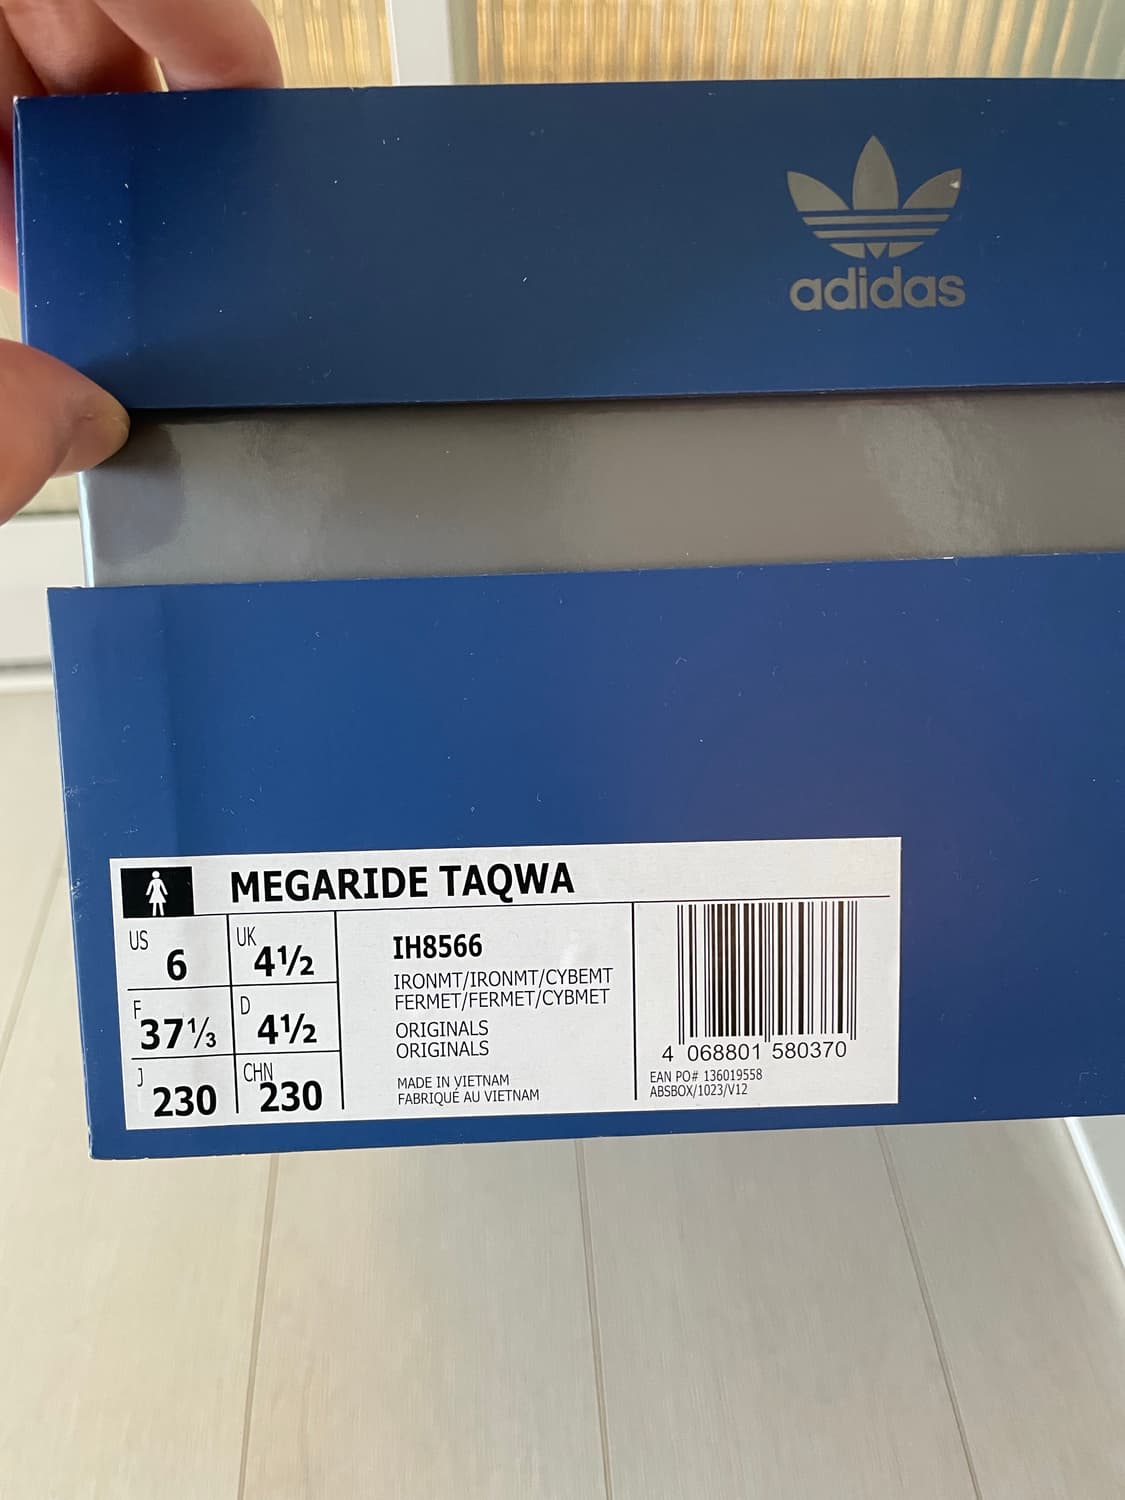 adidas
MEGARIDE TAQWA
US 6
UK 4½
F 37⅓
D 4½
J 230
CHN 230
IH8566
IRONMT/IRONMT/CYBEMT
FERMET/FERMET/CYBMET
ORIGINALS
ORIGINALS
MADE IN VIETNAM
FABRIQUÉ AU VIETNAM
4 068801 580370
EAN PO# 136019558
ABSBOX/1023/V12